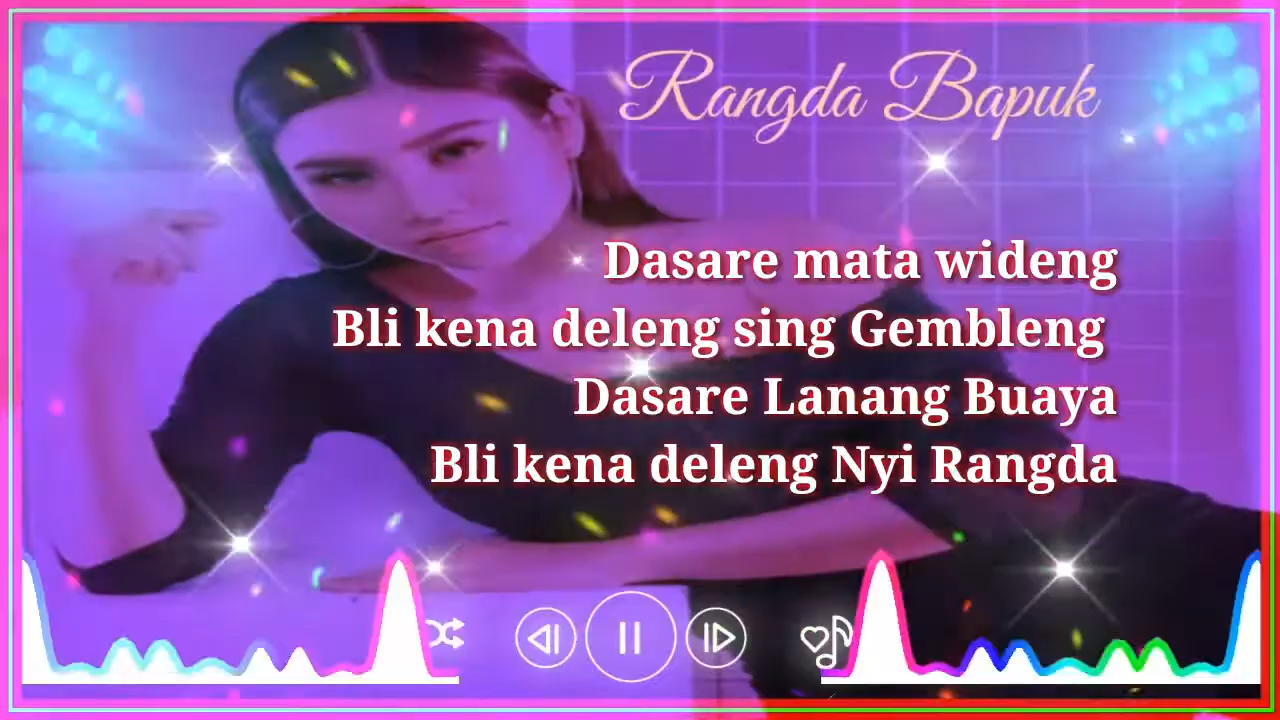 Rangda Bapuk
Dasare mata wideng
Bli kena deleng sing Gembleng
Dasare Lanang Buaya
Bli kena deleng Nyi Rangda